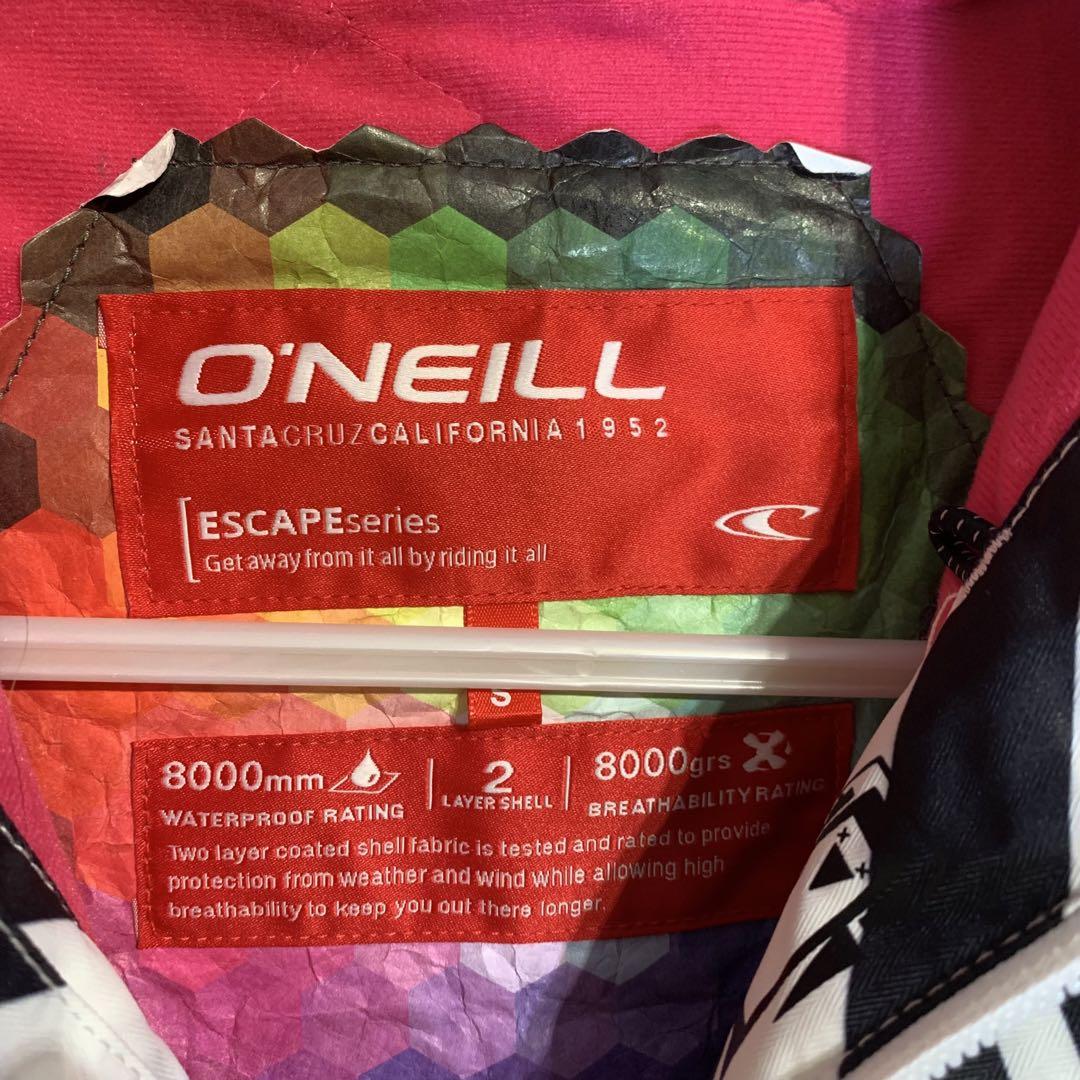 O'NEILL
SANTACRUZCALIFORNIA1952
ESCAPEseries
Get away from it all by riding it all
S
8000mm
WATERPROOF RATING
2
LAYER SHELL
8000grs
BREATHABILITY RATING
Two layer coated shell fabric is tested and rated to provide
protection from weather and wind while allowing high
breathability to keep you out there longer.